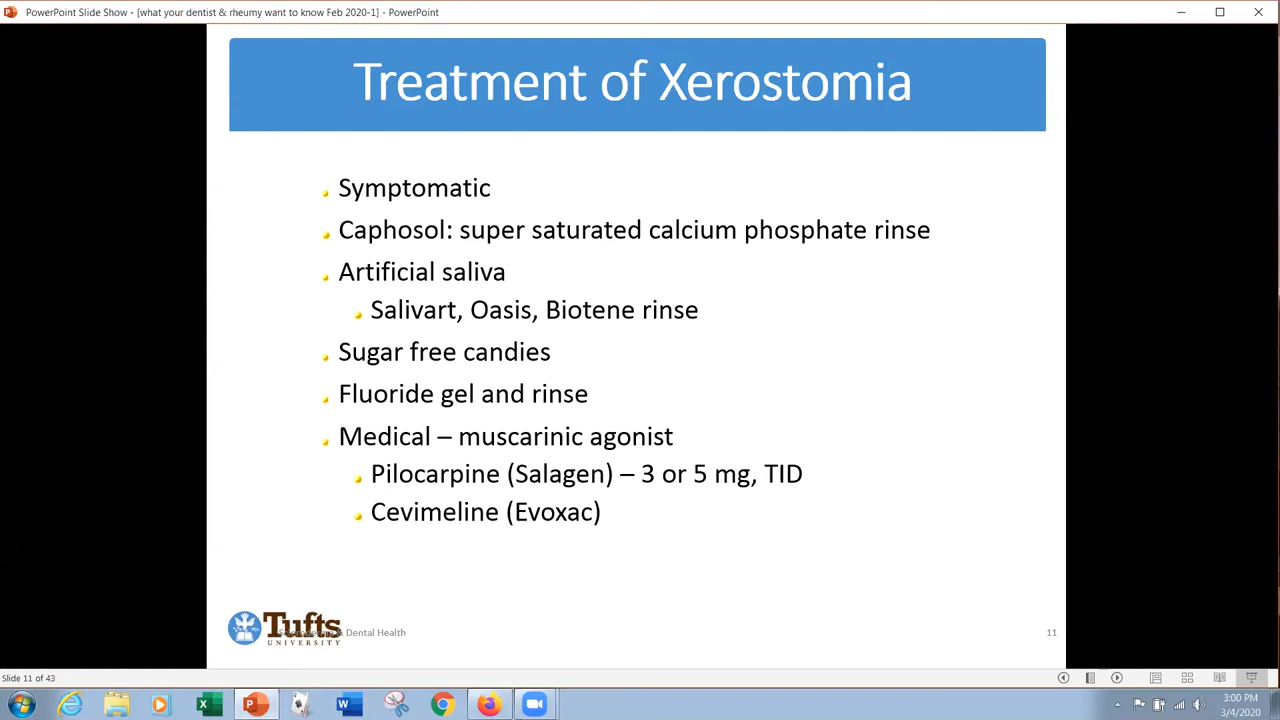 PowerPoint Slide Show - [what your dentist & rheumy want to know Feb 2020-1] - PowerPoint
Treatment of Xerostomia
Symptomatic
Caphosol: super saturated calcium phosphate rinse
Artificial saliva
Salivart, Oasis, Biotene rinse
Sugar free candies
Fluoride gel and rinse
Medical – muscarinic agonist
Pilocarpine (Salagen) – 3 or 5 mg, TID
Cevimeline (Evoxac)
Tufts
UNIVERSITY
& Dental Health
11
Slide 11 of 43
3:00 PM
3/4/2020